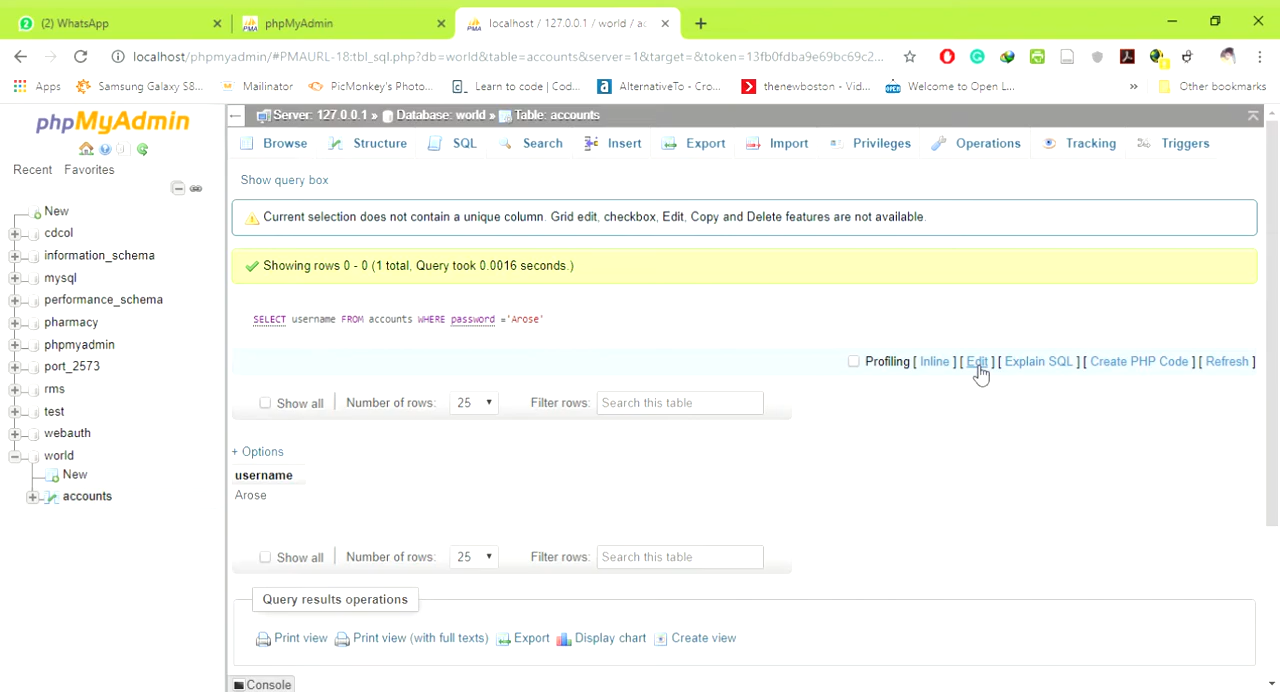 (2) WhatsApp
phpMyAdmin
localhost / 127.0.0.1 / world / ac
localhost/phpmyadmin/#PMAURL-18:tbl_sql.php?db=world&table=accounts&server=1&target=&token=13fb0fdba9e69bc69c2...
Apps
Samsung Galaxy S8...
Mailinator
PicMonkey's Photo...
Learn to code | Cod...
AlternativeTo - Cro...
thenewboston - Vid...
Welcome to Open L...
»
Other bookmarks
phpMyAdmin
Recent Favorites
New
cdcol
information_schema
mysql
performance_schema
pharmacy
phpmyadmin
port_2573
rms
test
webauth
world
New
accounts
Server: 127.0.0.1 » Database: world » Table: accounts
Browse Structure SQL Search Insert Export Import Privileges Operations Tracking Triggers
Show query box
Current selection does not contain a unique column. Grid edit, checkbox, Edit, Copy and Delete features are not available.
Showing rows 0 - 0 (1 total, Query took 0.0016 seconds.)
SELECT username FROM accounts WHERE password ='Arose'
Profiling [ Inline ] [ Edit ] [ Explain SQL ] [ Create PHP Code ] [ Refresh ]
Show all Number of rows: 25 Filter rows: Search this table
+ Options
username
Arose
Show all Number of rows: 25 Filter rows: Search this table
Query results operations
Print view Print view (with full texts) Export Display chart Create view
Console